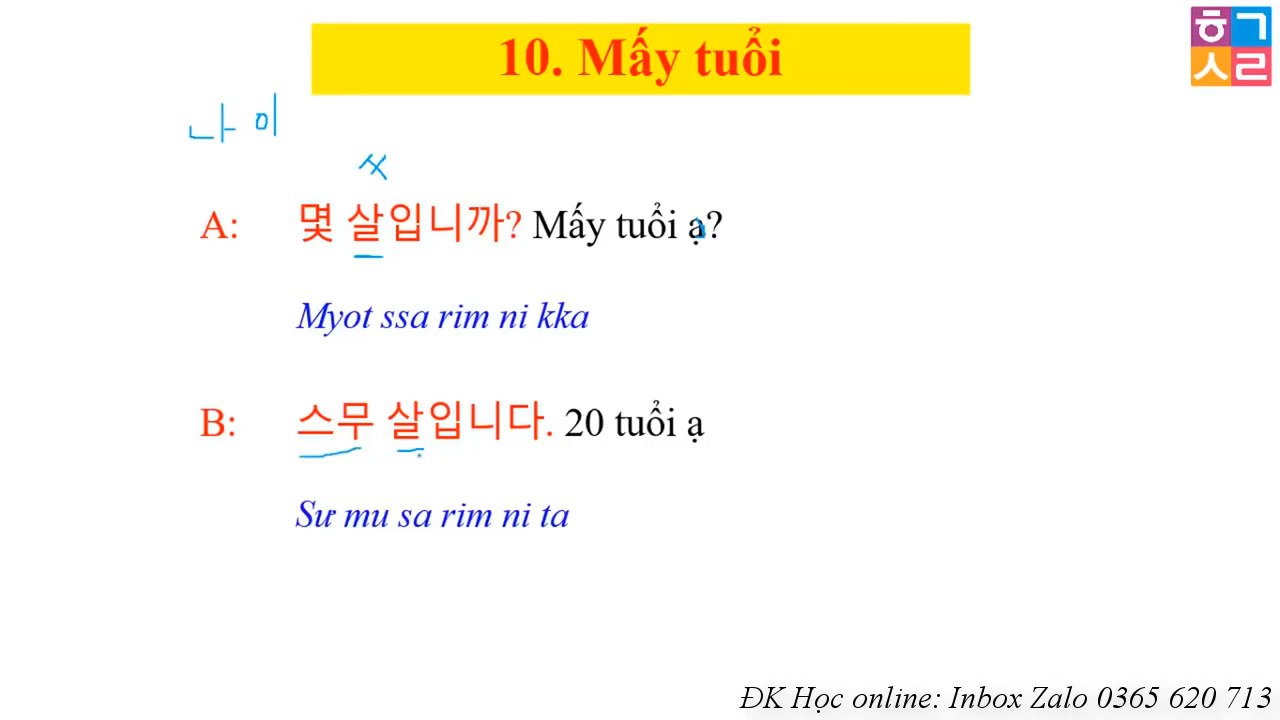 10. Mấy tuổi
ㅎㄱ
ㅅㄹ
나이
ㅆ
A: 몇 살입니까? Mấy tuổi ạ?
Myot ssa rim ni kka
B: 스무 살입니다. 20 tuổi ạ
Sư mu sa rim ni ta
ĐK Học online: Inbox Zalo 0365 620 713